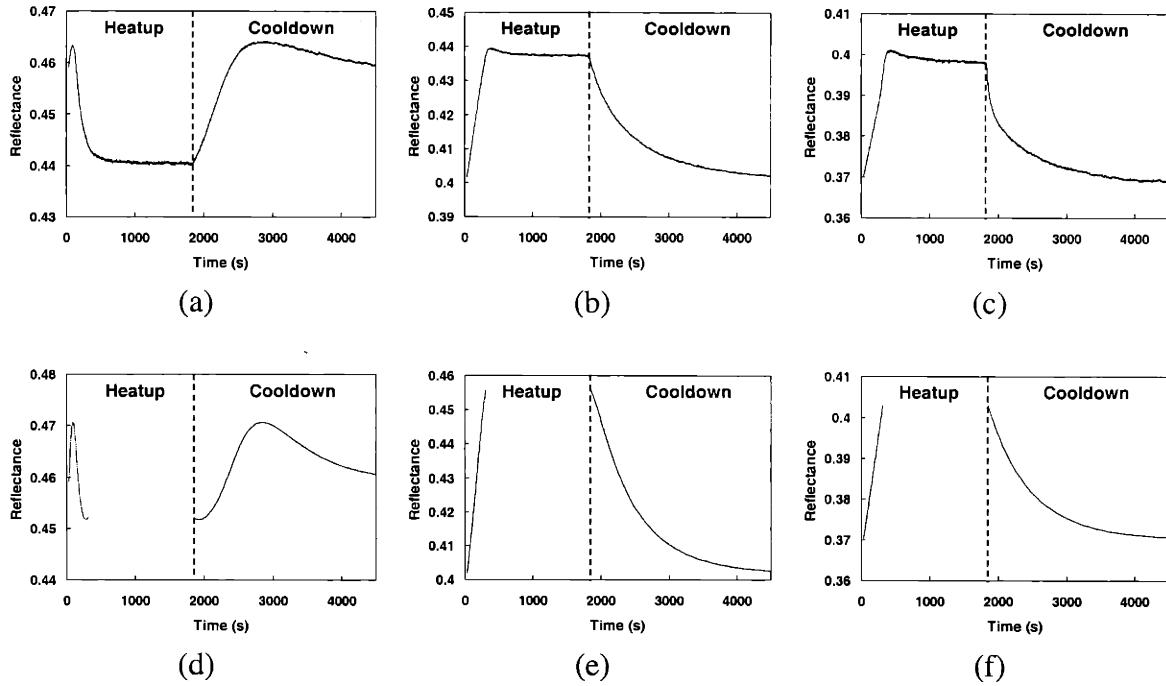 0.47
Heatup Cooldown
0.46
0.45
0.44
0.43
Reflectance
0 1000 2000 3000 4000
Time (s)
(a)
0.45
Heatup Cooldown
0.44
0.43
0.42
0.41
0.4
0.39
Reflectance
0 1000 2000 3000 4000
Time (s)
(b)
0.41
Heatup Cooldown
0.4
0.39
0.38
0.37
0.36
Reflectance
0 1000 2000 3000 4000
Time (s)
(c)
0.48
Heatup Cooldown
0.47
0.46
0.45
0.44
Reflectance
0 1000 2000 3000 4000
Time (s)
(d)
0.46
Heatup Cooldown
0.45
0.44
0.43
0.42
0.41
0.4
Reflectance
0 1000 2000 3000 4000
Time (s)
(e)
0.41
Heatup Cooldown
0.4
0.39
0.38
0.37
0.36
Reflectance
0 1000 2000 3000 4000
Time (s)
(f)